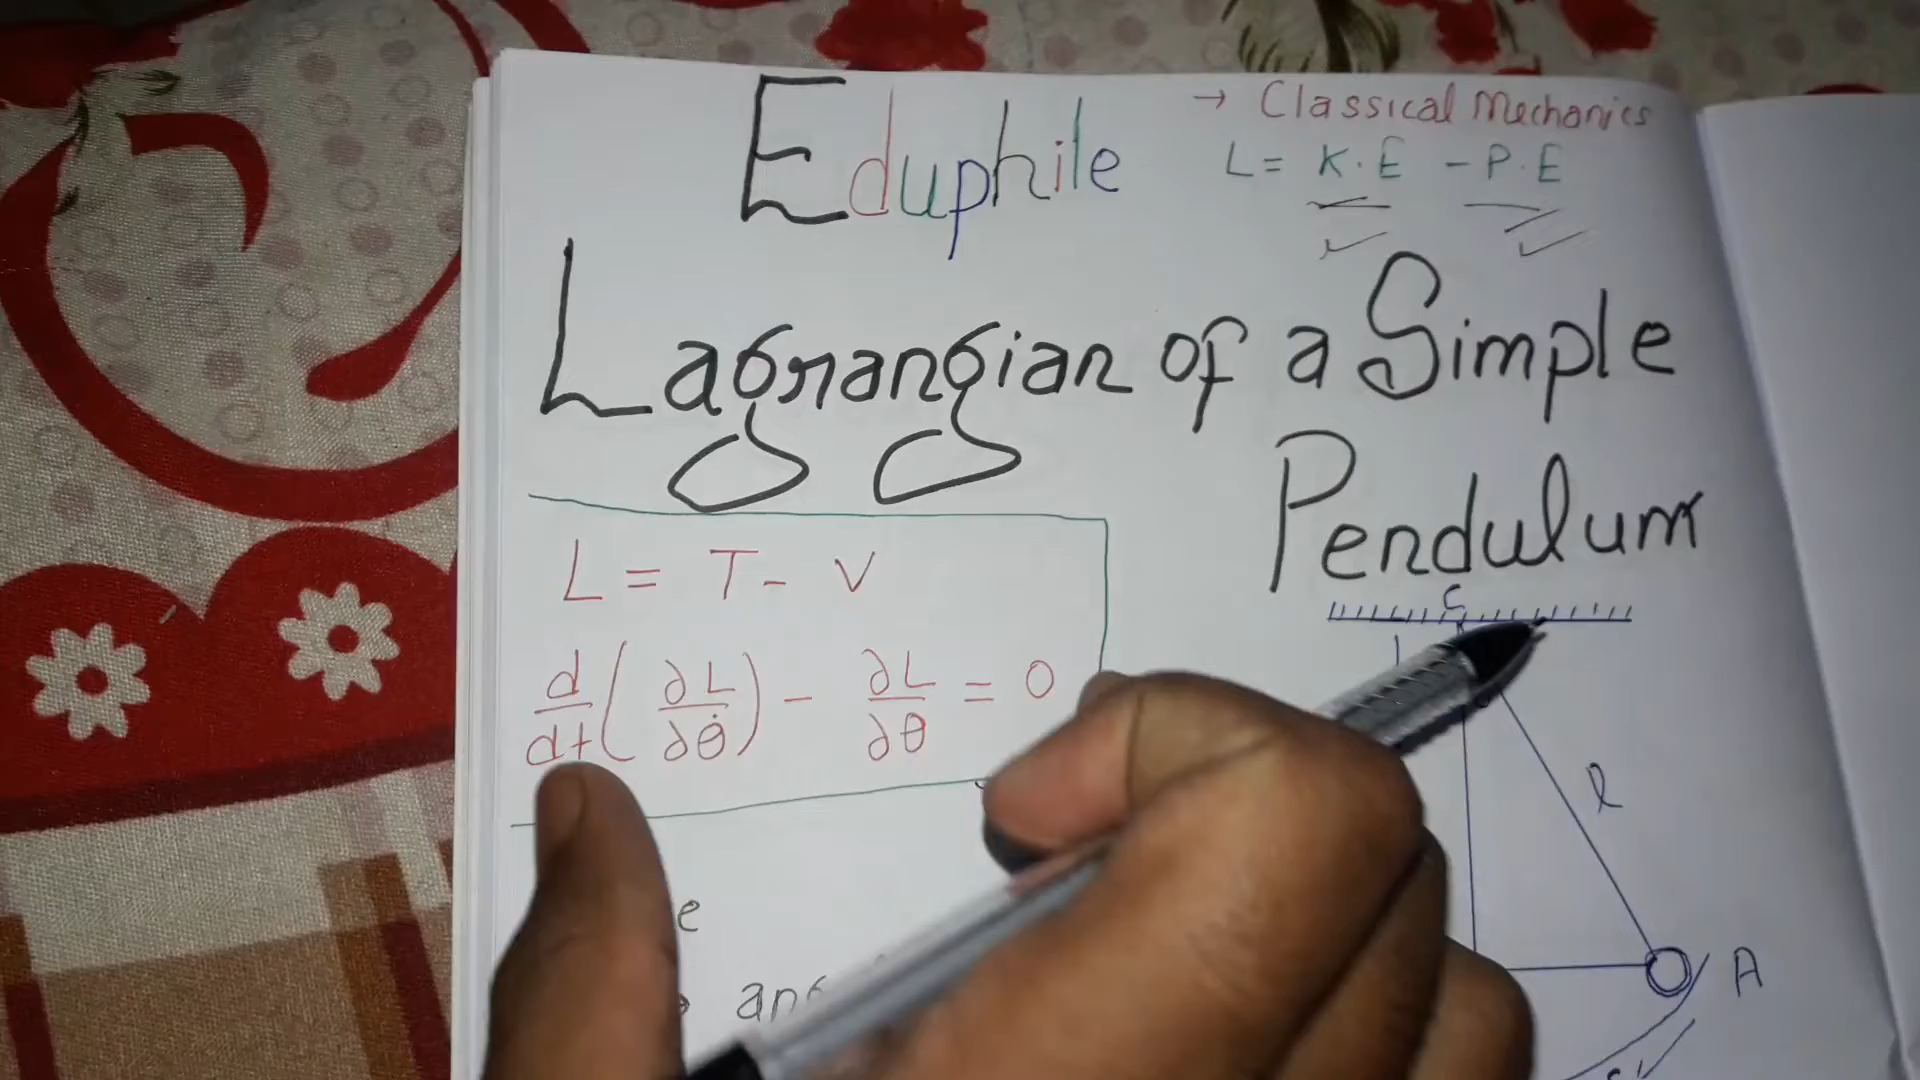 Eduphile
→ Classical Mechanics
L = K.E - P.E
Lagrangian of a Simple
Pendulum
L = T - V
d/dt (∂L/∂θ̇) - ∂L/∂θ = 0
l
A